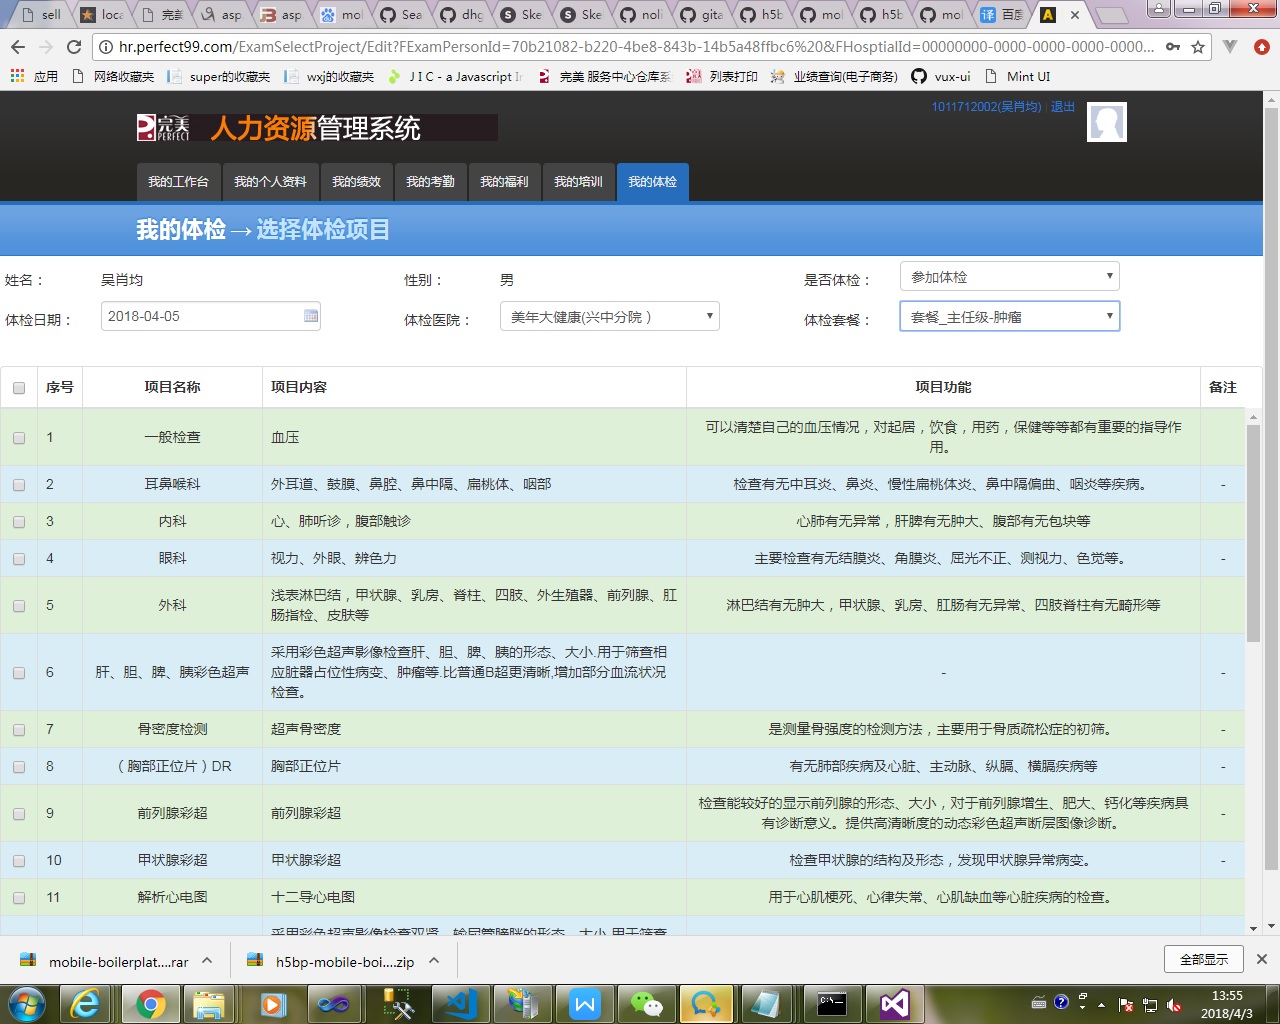 sell
loca
完美
asp
asp
mol
Sea
dhg
Ske
Ske
noli
gita
h5b
mol
h5b
mol
百度
hr.perfect99.com/ExamSelectProject/Edit?FExamPersonId=70b21082-b220-4be8-843b-14b5a48ffbc6%20&FHosptialId=00000000-0000-0000-0000-0000...
应用 网络收藏夹 super的收藏夹 wxj的收藏夹 J I C - a Javascript I 完美 服务中心仓库系 列表打印 业绩查询(电子商务) vux-ui Mint UI
1011712002(吴肖均) | 退出
完美 PERFECT 人力资源管理系统
我的工作台 我的个人资料 我的绩效 我的考勤 我的福利 我的培训 我的体检
我的体检→选择体检项目
姓名： 吴肖均 性别： 男 是否体检： 参加体检
体检日期： 2018-04-05 体检医院： 美年大健康(兴中分院 ) 体检套餐： 套餐_主任级-肿瘤
序号 项目名称 项目内容 项目功能 备注
1 一般检查 血压 可以清楚自己的血压情况，对起居，饮食，用药，保健等等都有重要的指导作
用。
2 耳鼻喉科 外耳道、鼓膜、鼻腔、鼻中隔、扁桃体、咽部 检查有无中耳炎、鼻炎、慢性扁桃体炎、鼻中隔偏曲、咽炎等疾病。 -
3 内科 心、肺听诊，腹部触诊 心肺有无异常，肝脾有无肿大、腹部有无包块等
4 眼科 视力、外眼、辨色力 主要检查有无结膜炎、角膜炎、屈光不正、测视力、色觉等。 -
5 外科 浅表淋巴结，甲状腺、乳房、脊柱、四肢、外生殖器、前列腺、肛
肠指检、皮肤等 淋巴结有无肿大，甲状腺、乳房、肛肠有无异常、四肢脊柱有无畸形等
6 肝、胆、脾、胰彩色超声 采用彩色超声影像检查肝、胆、脾、胰的形态、大小.用于筛查相
应脏器占位性病变、肿瘤等.比普通B超更清晰,增加部分血流状况
检查。 - -
7 骨密度检测 超声骨密度 是测量骨强度的检测方法，主要用于骨质疏松症的初筛。 -
8 （胸部正位片）DR 胸部正位片 有无肺部疾病及心脏、主动脉、纵膈、横膈疾病等 -
9 前列腺彩超 前列腺彩超 检查能较好的显示前列腺的形态、大小，对于前列腺增生、肥大、钙化等疾病具
有诊断意义。提供高清晰度的动态彩色超声断层图像诊断。 -
10 甲状腺彩超 甲状腺彩超 检查甲状腺的结构及形态，发现甲状腺异常病变。 -
11 解析心电图 十二导心电图 用于心肌梗死、心律失常、心肌缺血等心脏疾病的检查。
采用彩色超声影像检查双肾、输尿管膀胱的形态、大小.用于筛查
mobile-boilerplat....rar
h5bp-mobile-boi....zip
全部显示
13:55
2018/4/3